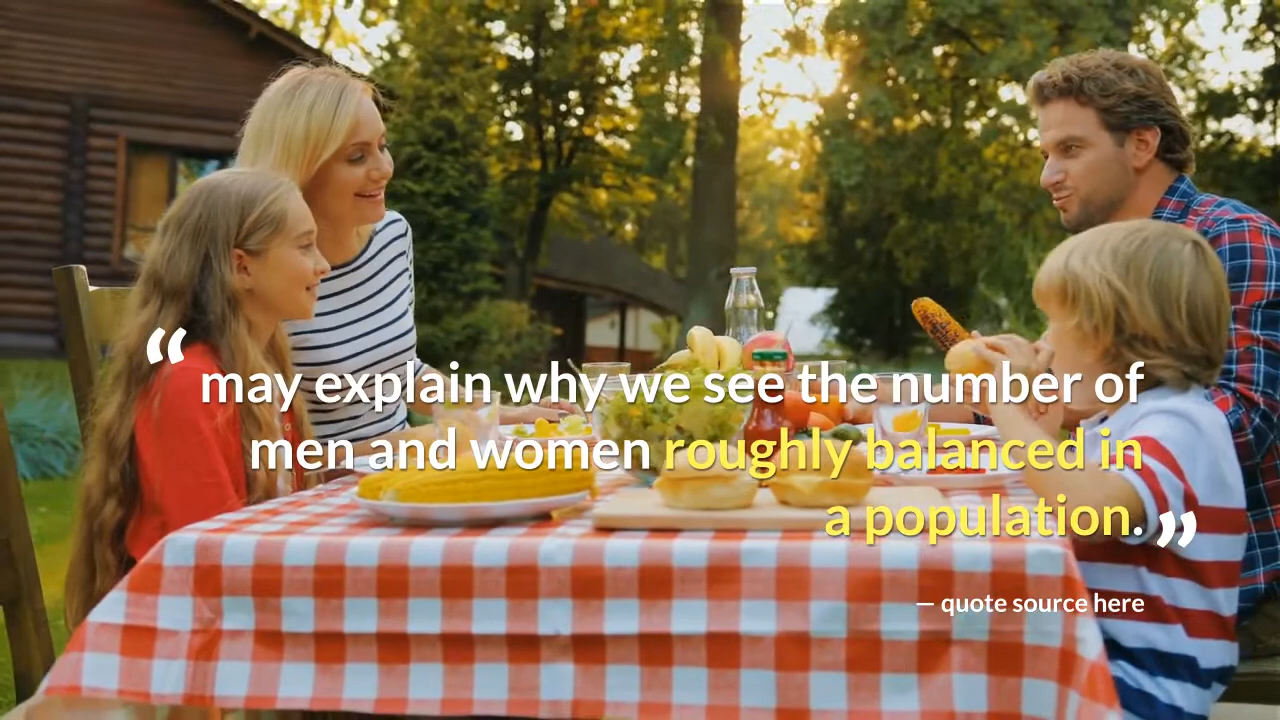 “may explain why we see the number of
men and women roughly balanced in
a population.”
— quote source here